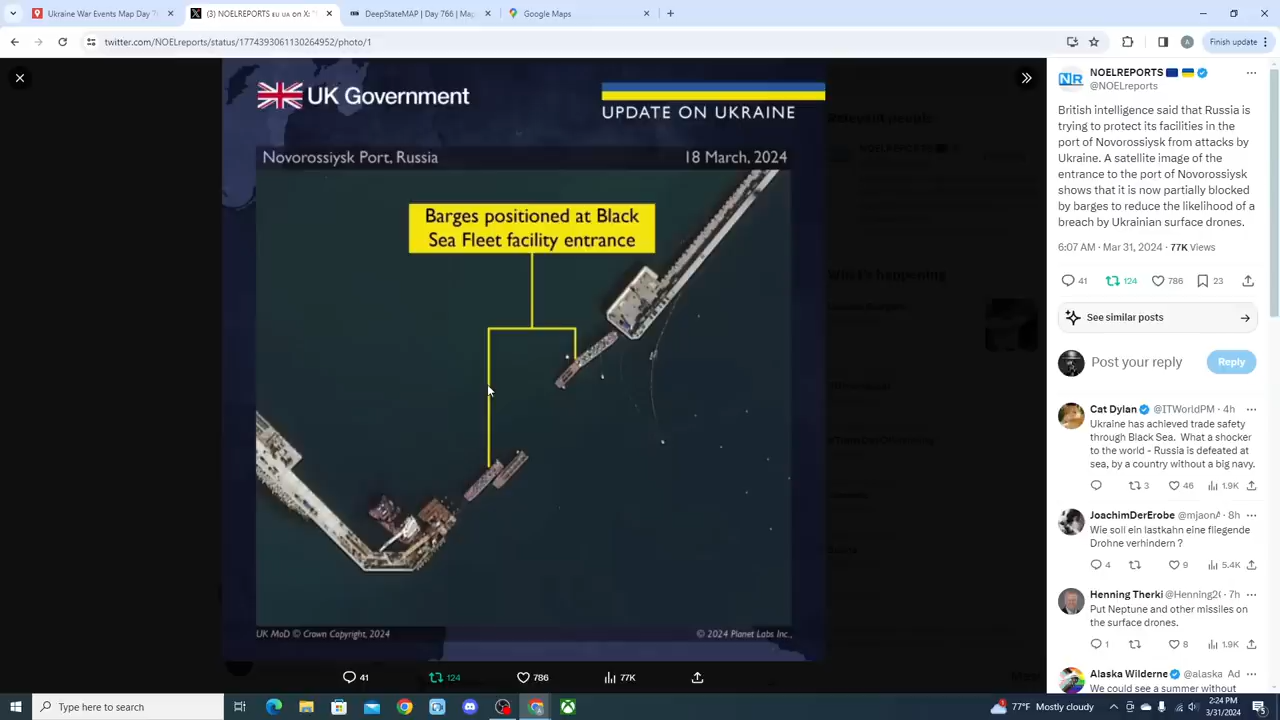 Ukraine War Events Map Day
(3) NOELREPORTS EU UA on X:
DeepStateMAP | Day 766 | Map
Google Maps
twitter.com/NOELreports/status/1774393061130264952/photo/1
A
Finish update
UK Government
UPDATE ON UKRAINE
Novorossiysk Port, Russia
18 March, 2024
Barges positioned at Black
Sea Fleet facility entrance
UK MoD © Crown Copyright, 2024
© 2024 Planet Labs Inc.,
41
124
786
77K
NR
NOELREPORTS
@NOELreports
British intelligence said that Russia is
trying to protect its facilities in the
port of Novorossiysk from attacks by
Ukraine. A satellite image of the
entrance to the port of Novorossiysk
shows that it is now partially blocked
by barges to reduce the likelihood of a
breach by Ukrainian surface drones.
6:07 AM · Mar 31, 2024 · 77K Views
41 124 786 23
See similar posts
Post your reply
Reply
Cat Dylan @ITWorldPM · 4h
Ukraine has achieved trade safety
through Black Sea. What a shocker
to the world - Russia is defeated at
sea, by a country without a big navy.
3 46 1.9K
JoachimDerErobe · 8h
Wie soll ein lastkahn eine fliegende
Drohne verhindern ?
4 9 5.4K
Henning Therki · 7h
Put Neptune and other missiles on
the surface drones.
1 8 1.9K
Alaska Wilderne @alaska Ad
We could see a summer without
Type here to search
77°F Mostly cloudy
2:24 PM
3/31/2024